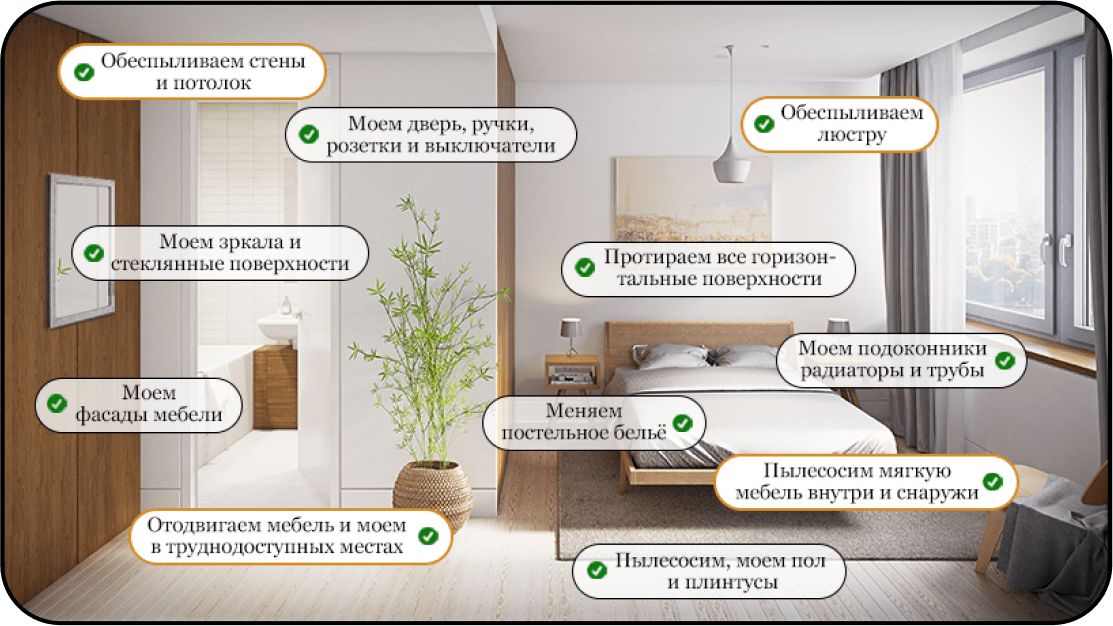 Обеспыливаем стены
и потолок
Моем дверь, ручки,
розетки и выключатели
Обеспыливаем
люстру
Моем зркала и
стеклянные поверхности
Протираем все горизон-
тальные поверхности
Моем подоконники
радиаторы и трубы
Моем
фасады мебели
Меняем
постельное бельё
Пылесосим мягкую
мебель внутри и снаружи
Отодвигаем мебель и моем
в труднодоступных местах
Пылесосим, моем пол
и плинтусы